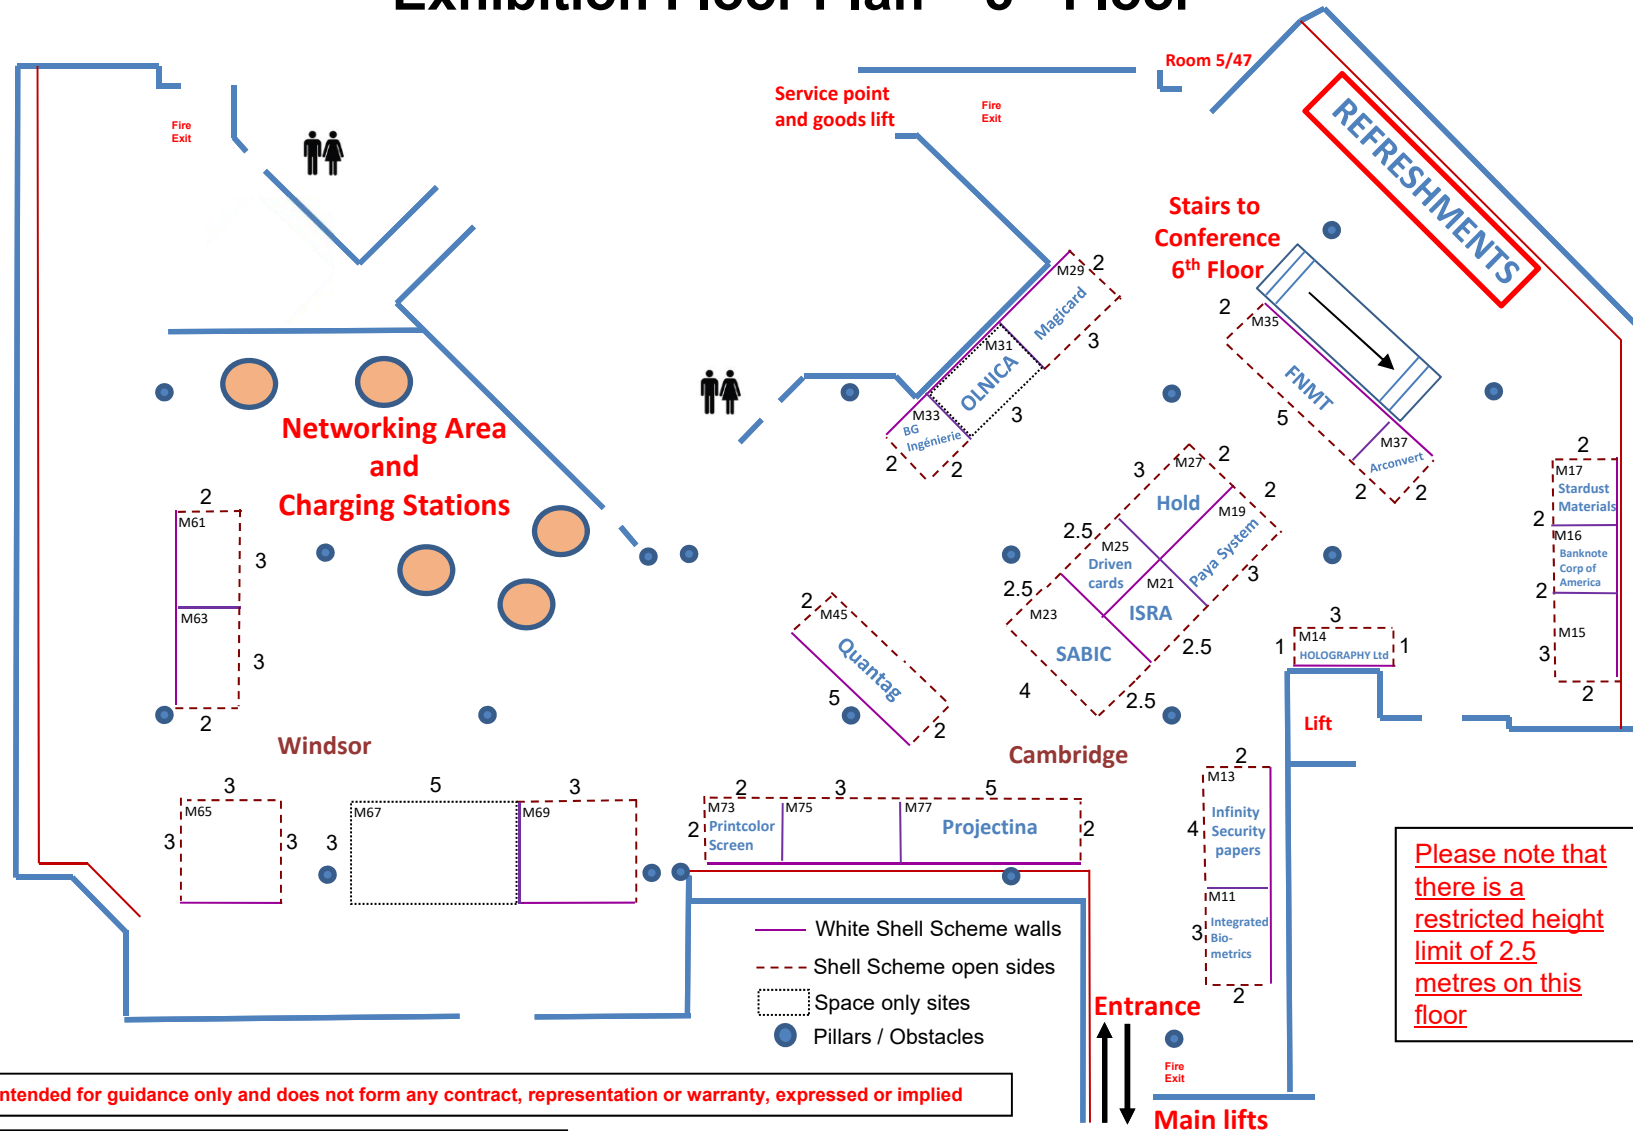 Room 5/47
Service point
and goods lift
Fire
Exit
Fire
Exit
REFRESHMENTS
Stairs to
Conference
6th Floor
M29
2
Magicard
3
M31
OLNICA
3
M33
BG
Ingénierie
2
2
2
M35
FNMT
5
M37
Arconvert
2
2
Networking Area
and
Charging Stations
2
M61
3
M63
3
2
M27
2
3
Hold
2
M19
Paya System
3
2.5
M25
Driven
cards
M21
ISRA
2.5
2.5
M23
SABIC
4
2.5
2
M17
Stardust
Materials
2
M16
Banknote
Corp of
America
2
M15
3
2
3
M14
1
HOLOGRAPHY Ltd
1
Lift
2
M45
Quantag
5
2
Windsor
Cambridge
3
M65
3
3
5
M67
3
3
M69
2
M73
2
Printcolor
Screen
3
M75
5
M77
Projectina
2
2
M13
Infinity
4
Security
papers
M11
Integrated
3
Bio-
metrics
2
Please note that
there is a
restricted height
limit of 2.5
metres on this
floor
White Shell Scheme walls
Shell Scheme open sides
Space only sites
Pillars / Obstacles
Entrance
Fire
Exit
Main lifts
ntended for guidance only and does not form any contract, representation or warranty, expressed or implied